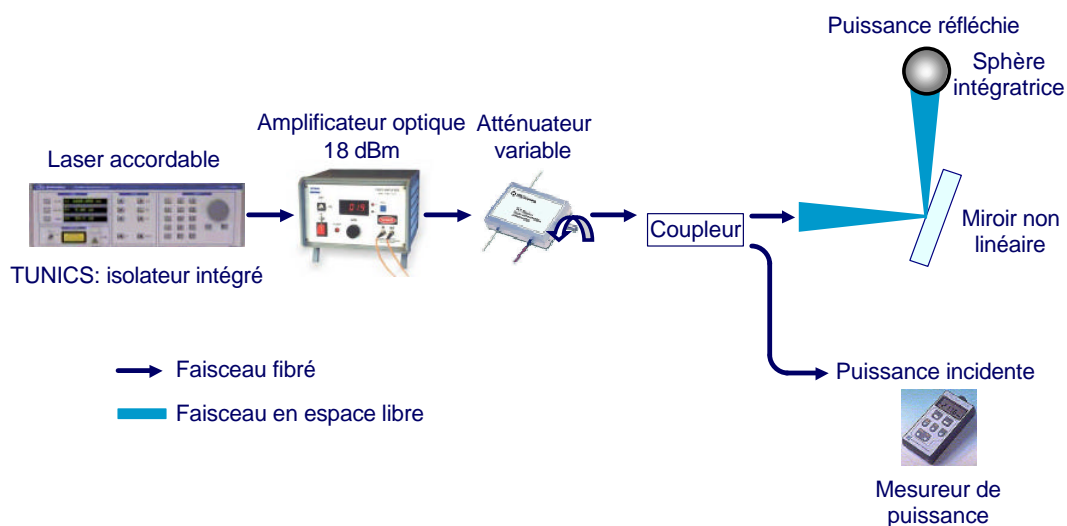 Puissance réfléchie
Sphère
intégratrice
Amplificateur optique
18 dBm
Atténuateur
variable
Laser accordable
Coupleur
Miroir non
linéaire
TUNICS: isolateur intégré
Faisceau fibré
Puissance incidente
Faisceau en espace libre
Mesureur de
puissance